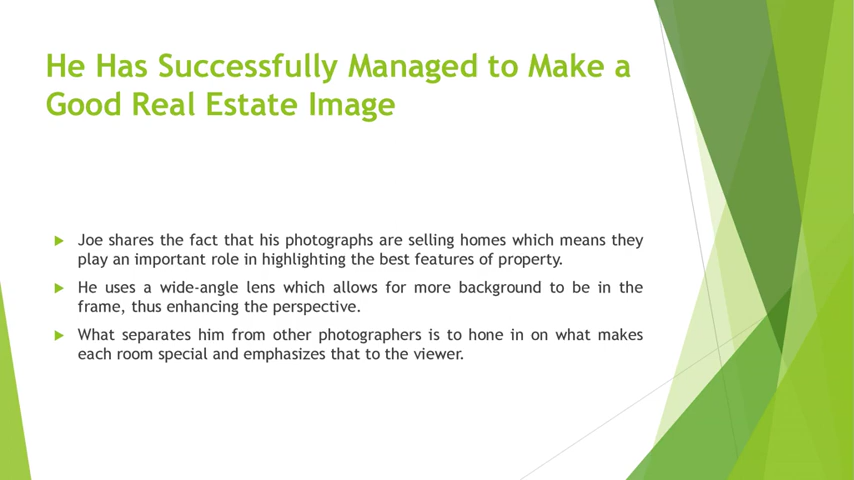 He Has Successfully Managed to Make a
Good Real Estate Image
Joe shares the fact that his photographs are selling homes which means they
play an important role in highlighting the best features of property.
He uses a wide-angle lens which allows for more background to be in the
frame, thus enhancing the perspective.
What separates him from other photographers is to hone in on what makes
each room special and emphasizes that to the viewer.